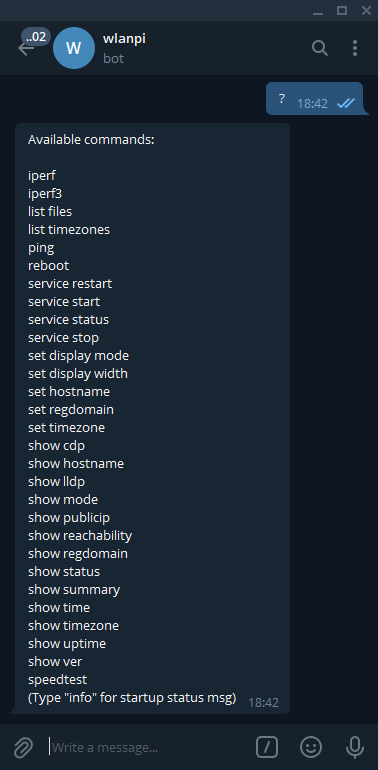 ..02
W
wlanpi
bot
?
18:42
Available commands:
iperf
iperf3
list files
list timezones
ping
reboot
service restart
service start
service status
service stop
set display mode
set display width
set hostname
set regdomain
set timezone
show cdp
show hostname
show lldp
show mode
show publicip
show reachability
show regdomain
show status
show summary
show time
show timezone
show uptime
show ver
speedtest
(Type "info" for startup status msg)
18:42
Write a message...